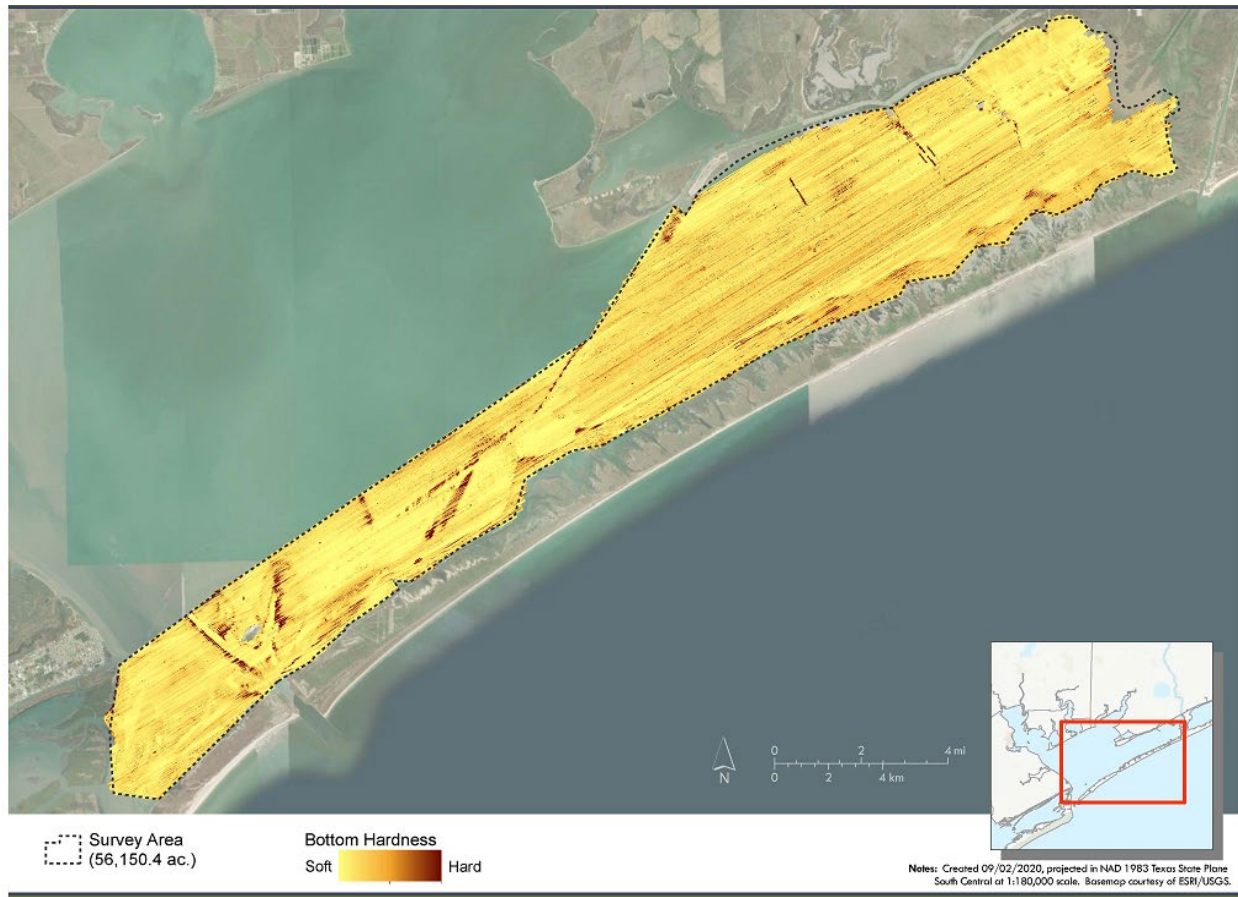 N
0 2 4 mi
0 2 4 km
Survey Area
(56,150.4 ac.)
Bottom Hardness
Soft
Hard
Notes: Created 09/02/2020, projected in NAD 1983 Texas State Plane
South Central at 1:180,000 scale. Basemap courtesy of ESRI/USGS.